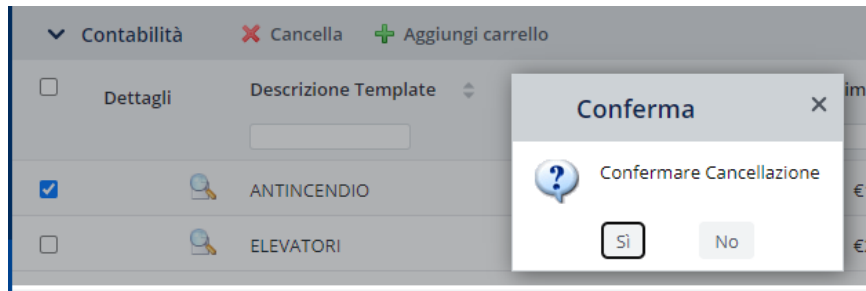 Contabilità Cancella Aggiungi carrello
Dettagli Descrizione Template
Conferma
Confermare Cancellazione
Sì No
ANTINCENDIO
ELEVATORI